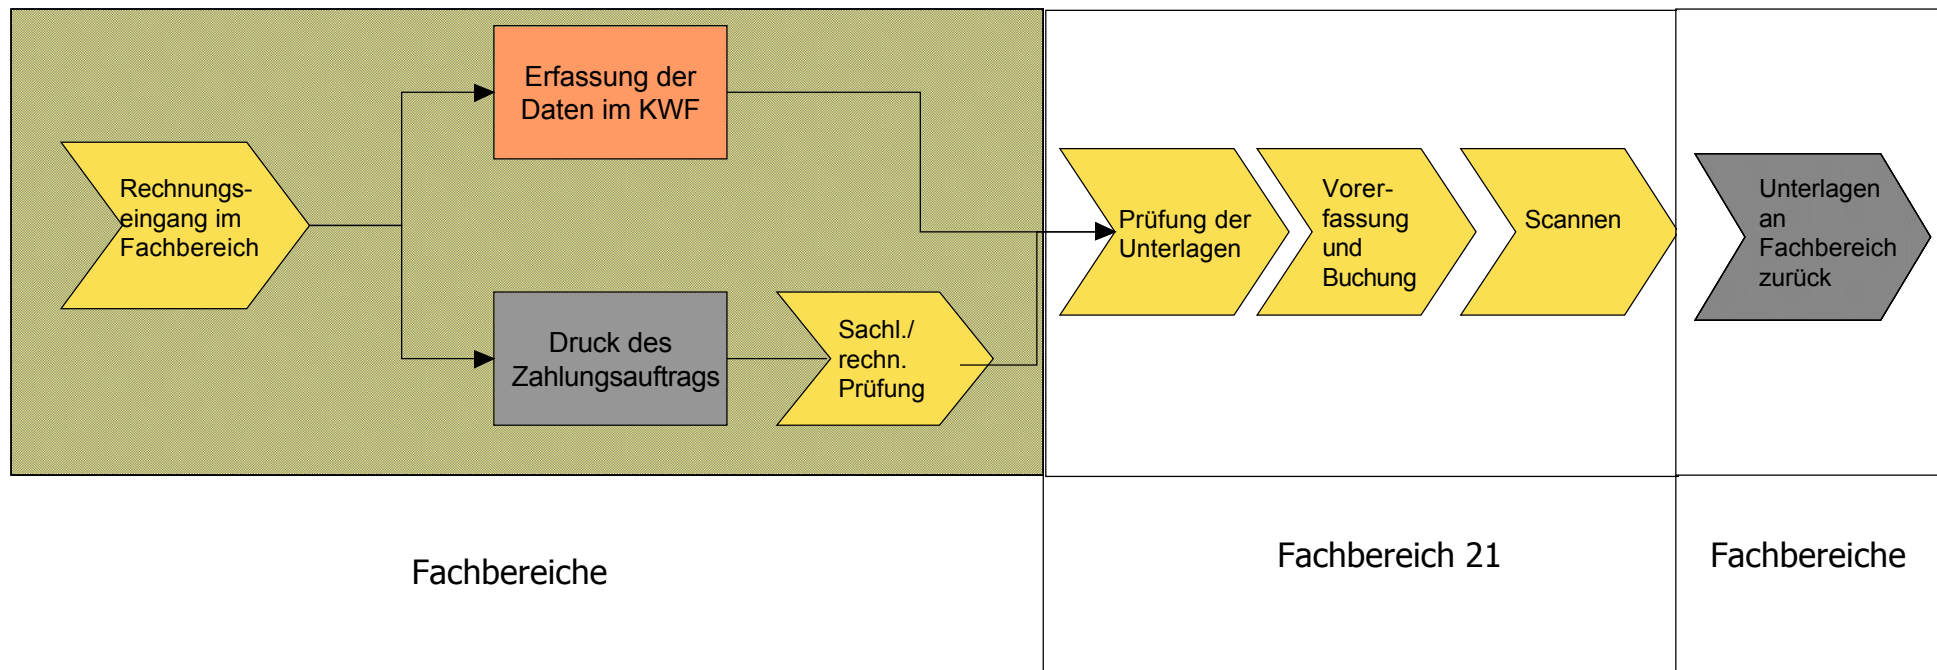 Erfassung der
Daten im KWF
Rechnungs-
eingang im
Fachbereich
Druck des
Zahlungsauftrags
Sachl./
rechn.
Prüfung
Prüfung der
Unterlagen
Vorer-
fassung
und
Buchung
Scannen
Unterlagen
an
Fachbereich
zurück
Fachbereiche
Fachbereich 21
Fachbereiche